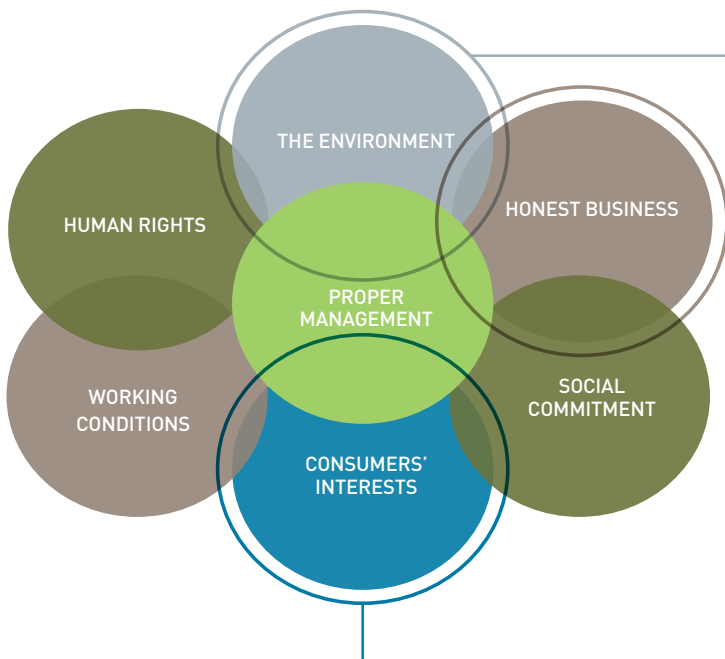 THE ENVIRONMENT
HUMAN RIGHTS
HONEST BUSINESS
PROPER
MANAGEMENT
WORKING
CONDITIONS
SOCIAL
COMMITMENT
CONSUMERS’
INTERESTS